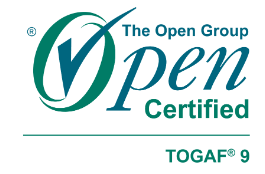 ® The Open Group
Open
Certified
TOGAF® 9